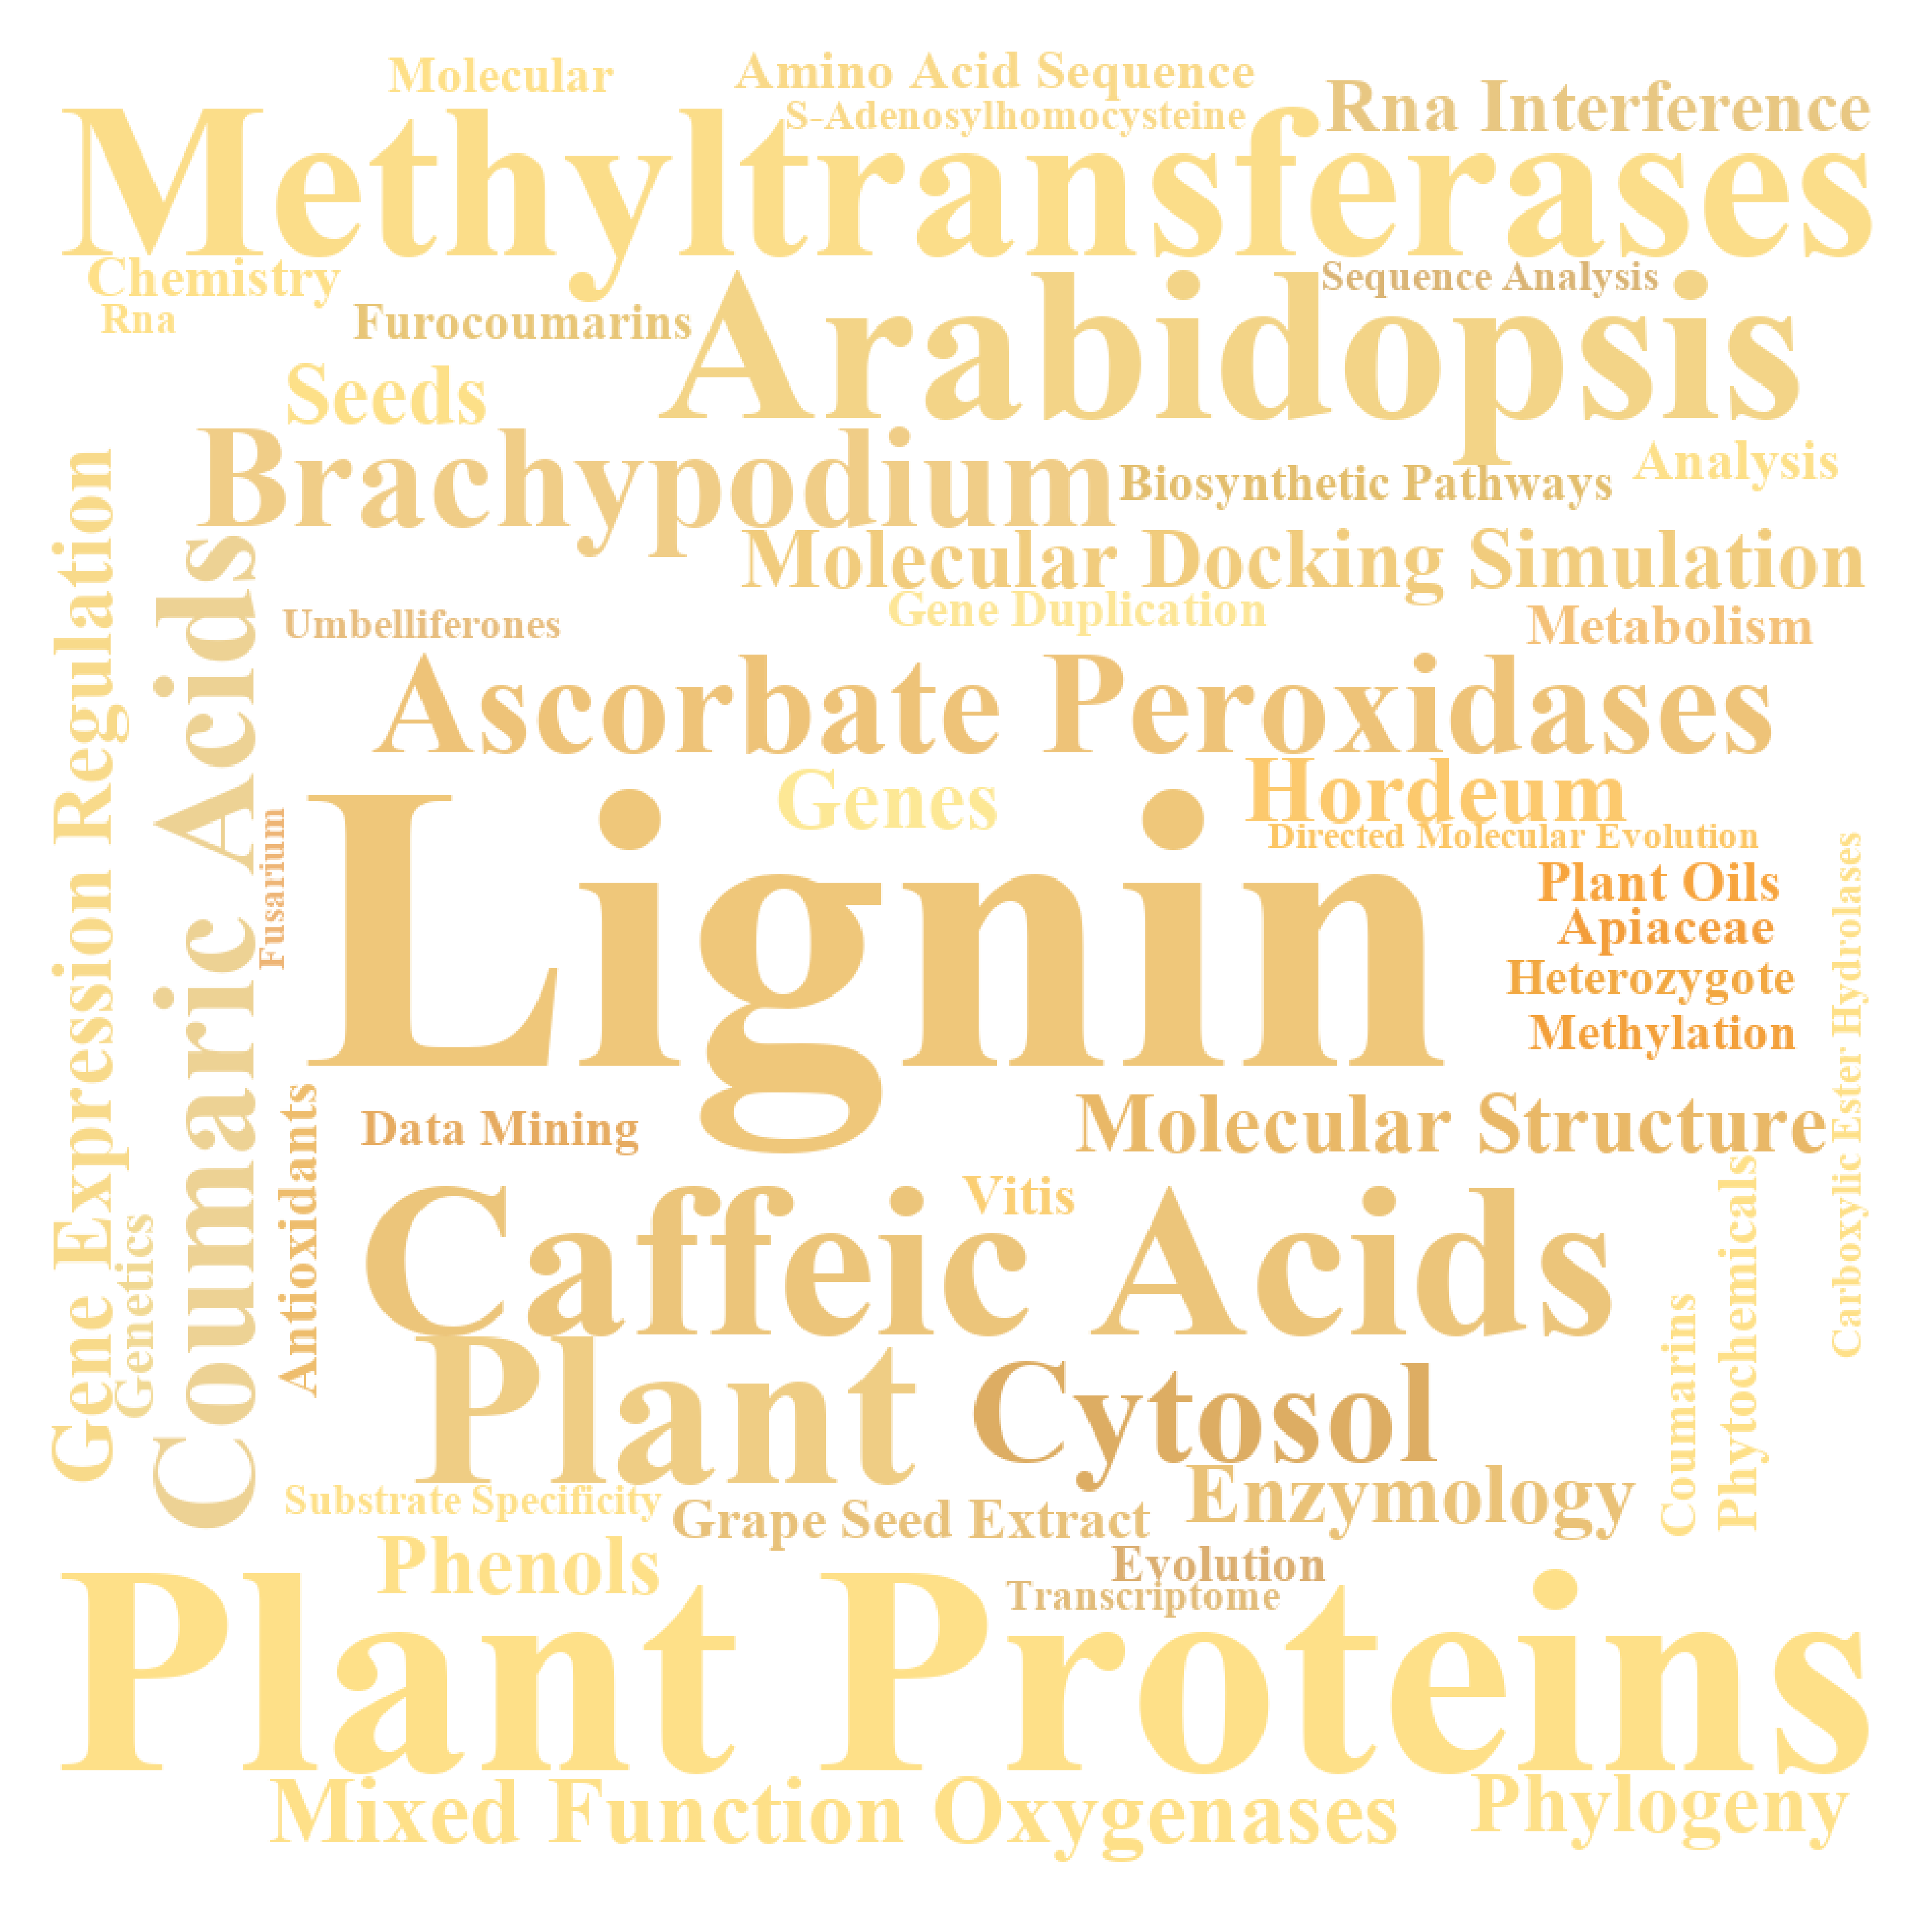 Molecular
Amino Acid Sequence
S-Adenosylhomocysteine
Rna Interference
Methyltransferases
Chemistry
Rna
Furocoumarins
Sequence Analysis
Arabidopsis
Seeds
Brachypodium
Analysis
Biosynthetic Pathways
Molecular Docking Simulation
Gene Duplication
Umbelliferones
Metabolism
Ascorbate Peroxidases
Genes
Hordeum
Directed Molecular Evolution
Plant Oils
Apiaceae
Heterozygote
Methylation
Lignin
Gene Expression Regulation
Coumaric Acids
Fusarium
Genetics
Antioxidants
Carboxylic Ester Hydrolases
Data Mining
Molecular Structure
Vitis
Caffeic Acids
Plant
Cytosol
Coumarins
Phytochemicals
Substrate Specificity
Grape Seed Extract
Enzymology
Phenols
Evolution
Transcriptome
Plant Proteins
Mixed Function Oxygenases
Phylogeny